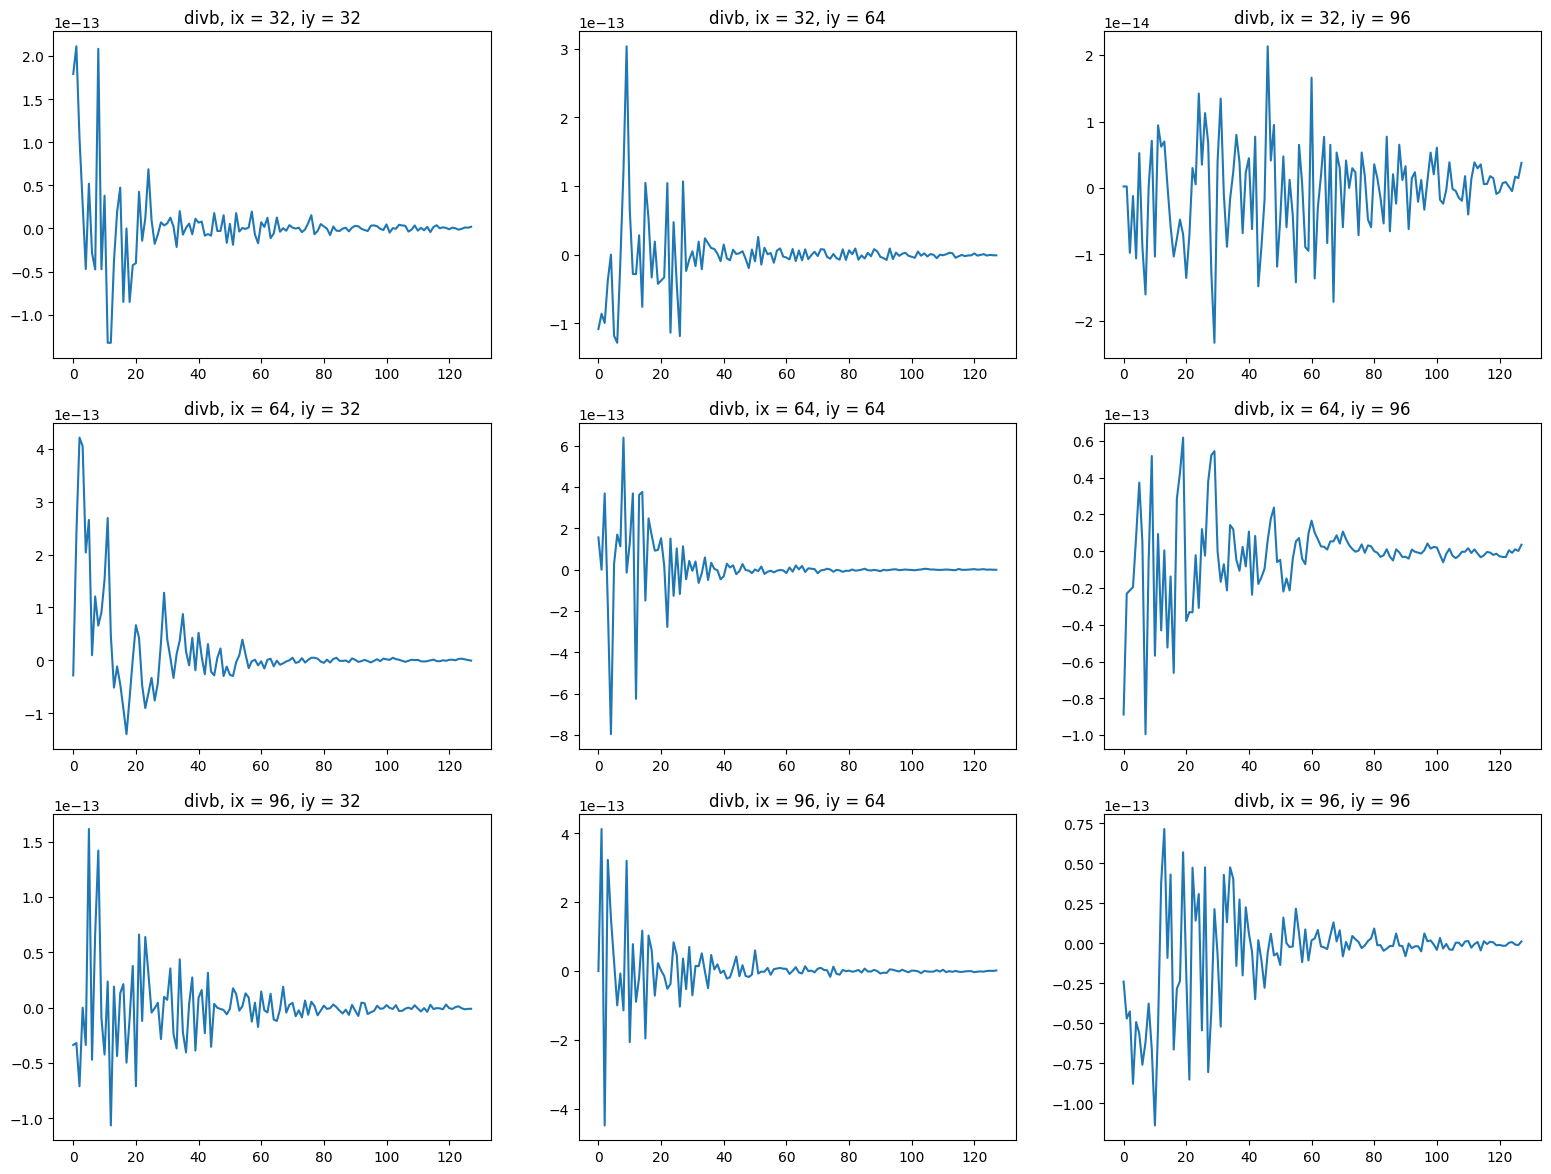 1e−13
divb, ix = 32, iy = 32
2.0
1.5
1.0
0.5
0.0
−0.5
−1.0
0 20 40 60 80 100 120
1e−13
divb, ix = 32, iy = 64
3
2
1
0
−1
0 20 40 60 80 100 120
1e−14
divb, ix = 32, iy = 96
2
1
0
−1
−2
0 20 40 60 80 100 120
1e−13
divb, ix = 64, iy = 32
4
3
2
1
0
−1
0 20 40 60 80 100 120
1e−13
divb, ix = 64, iy = 64
6
4
2
0
−2
−4
−6
−8
0 20 40 60 80 100 120
1e−13
divb, ix = 64, iy = 96
0.6
0.4
0.2
0.0
−0.2
−0.4
−0.6
−0.8
−1.0
0 20 40 60 80 100 120
1e−13
divb, ix = 96, iy = 32
1.5
1.0
0.5
0.0
−0.5
−1.0
0 20 40 60 80 100 120
1e−13
divb, ix = 96, iy = 64
4
2
0
−2
−4
0 20 40 60 80 100 120
1e−13
divb, ix = 96, iy = 96
0.75
0.50
0.25
0.00
−0.25
−0.50
−0.75
−1.00
0 20 40 60 80 100 120